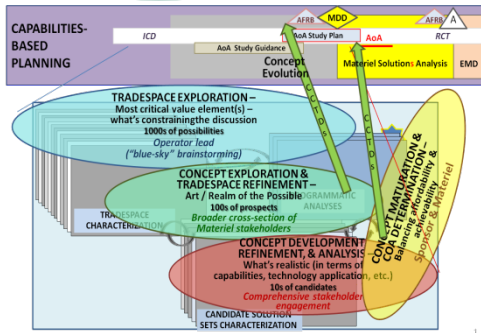 CAPABILITIES-
BASED
PLANNING
ICD
AFRB
MDD
AFRB
A
AoA Study Plan
AoA
RCT
AoA Study Guidance
Concept
Evolution
Materiel Solutions Analysis
EMD
CCTDs
CCTDs
TRADESPACE EXPLORATION –
Most critical value element(s) –
what's constrainingthe discussion
1000s of possibilities
Operator lead
("blue-sky" brainstorming)
CONCEPT EXPLORATION &
TRADESPACE REFINEMENT –
Art / Realm of the Possible
100s of prospects
Broader cross-section of
Materiel stakeholders
TRADESPACE
CHARACTERIZATION
OGRAMMATIC
ANALYSES
CONCEPT DEVELOPMENT
REFINEMENT, & ANALYSIS –
What's realistic (in terms of
capabilities, technology application, etc.)
10s of candidates
Comprehensive stakeholder
engagement
CANDIDATE SOLUTION
SETS CHARACTERIZATION
CONCEPT MATURATION &
COA DETERMINATION –
Balancing affordability &
achievability
Sponsor & Materiel
1